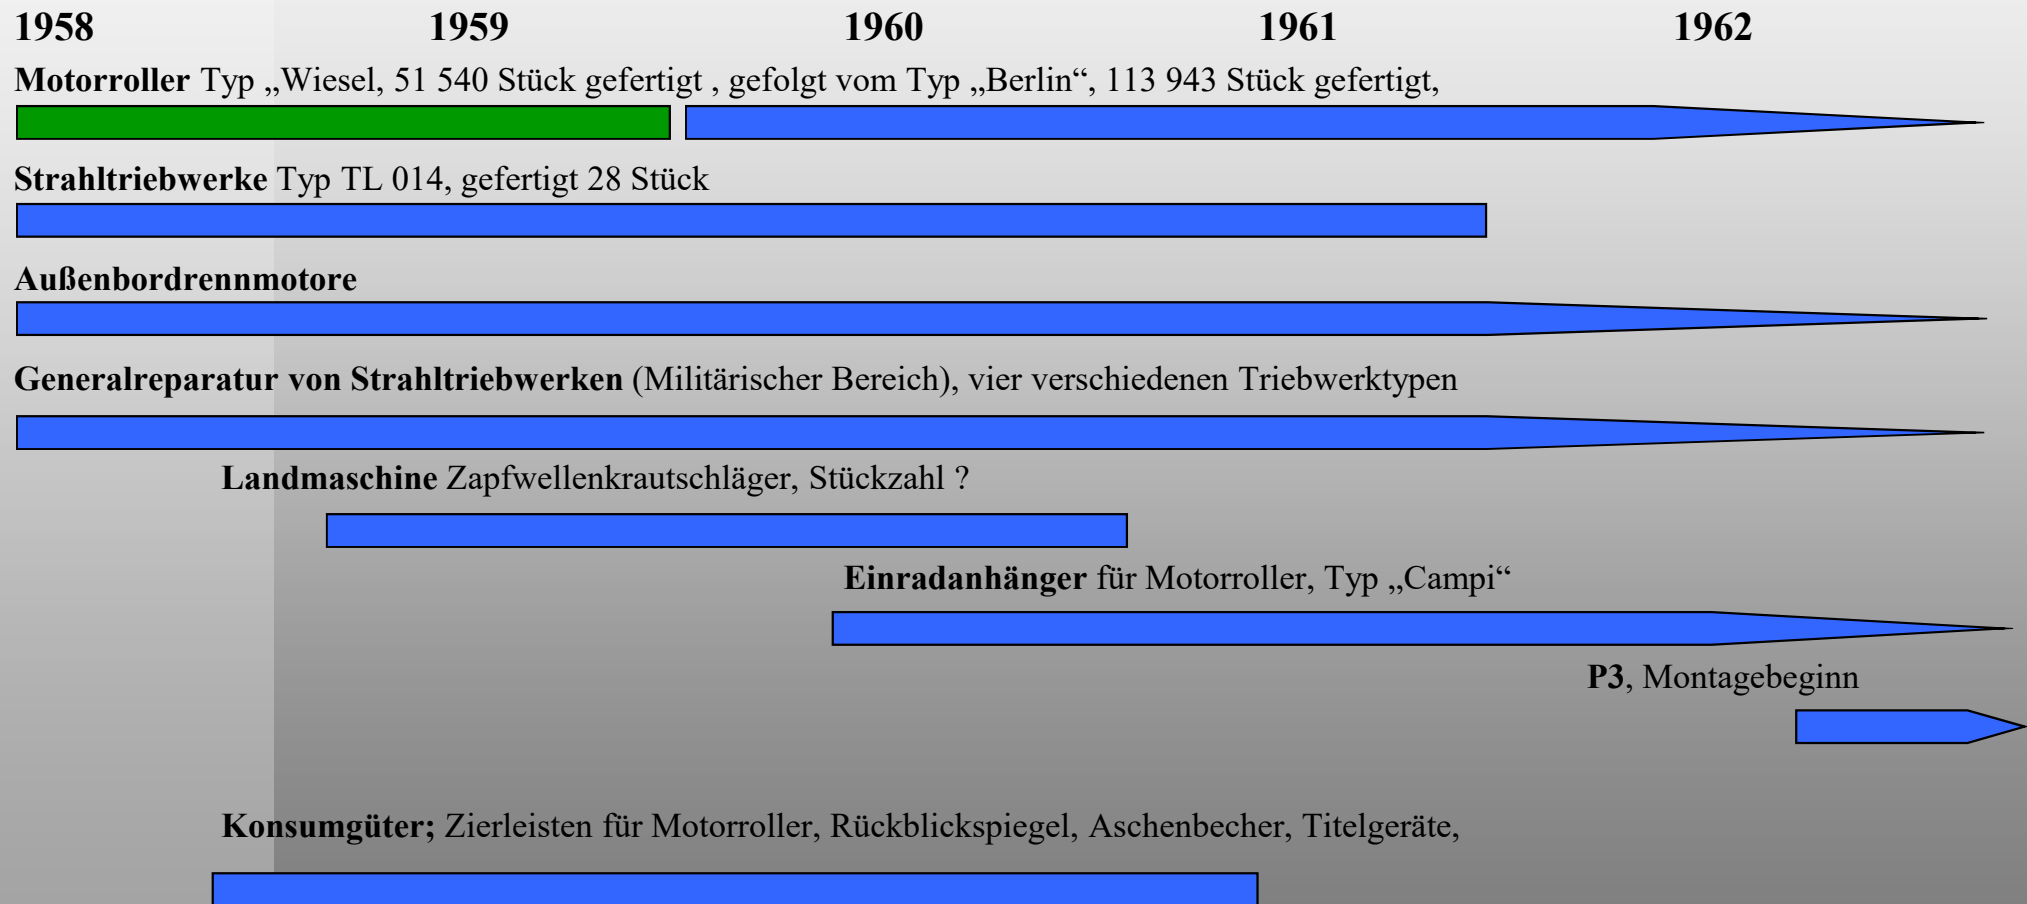 1958 1959 1960 1961 1962
Motorroller Typ „Wiesel, 51 540 Stück gefertigt , gefolgt vom Typ „Berlin“, 113 943 Stück gefertigt,
Strahltriebwerke Typ TL 014, gefertigt 28 Stück
Außenbordrennmotore
Generalreparatur von Strahltriebwerken (Militärischer Bereich), vier verschiedenen Triebwerktypen
Landmaschine Zapfwellenkrautschläger, Stückzahl ?
Einradanhänger für Motorroller, Typ „Campi“
P3, Montagebeginn
Konsumgüter; Zierleisten für Motorroller, Rückblickspiegel, Aschenbecher, Titelgeräte,